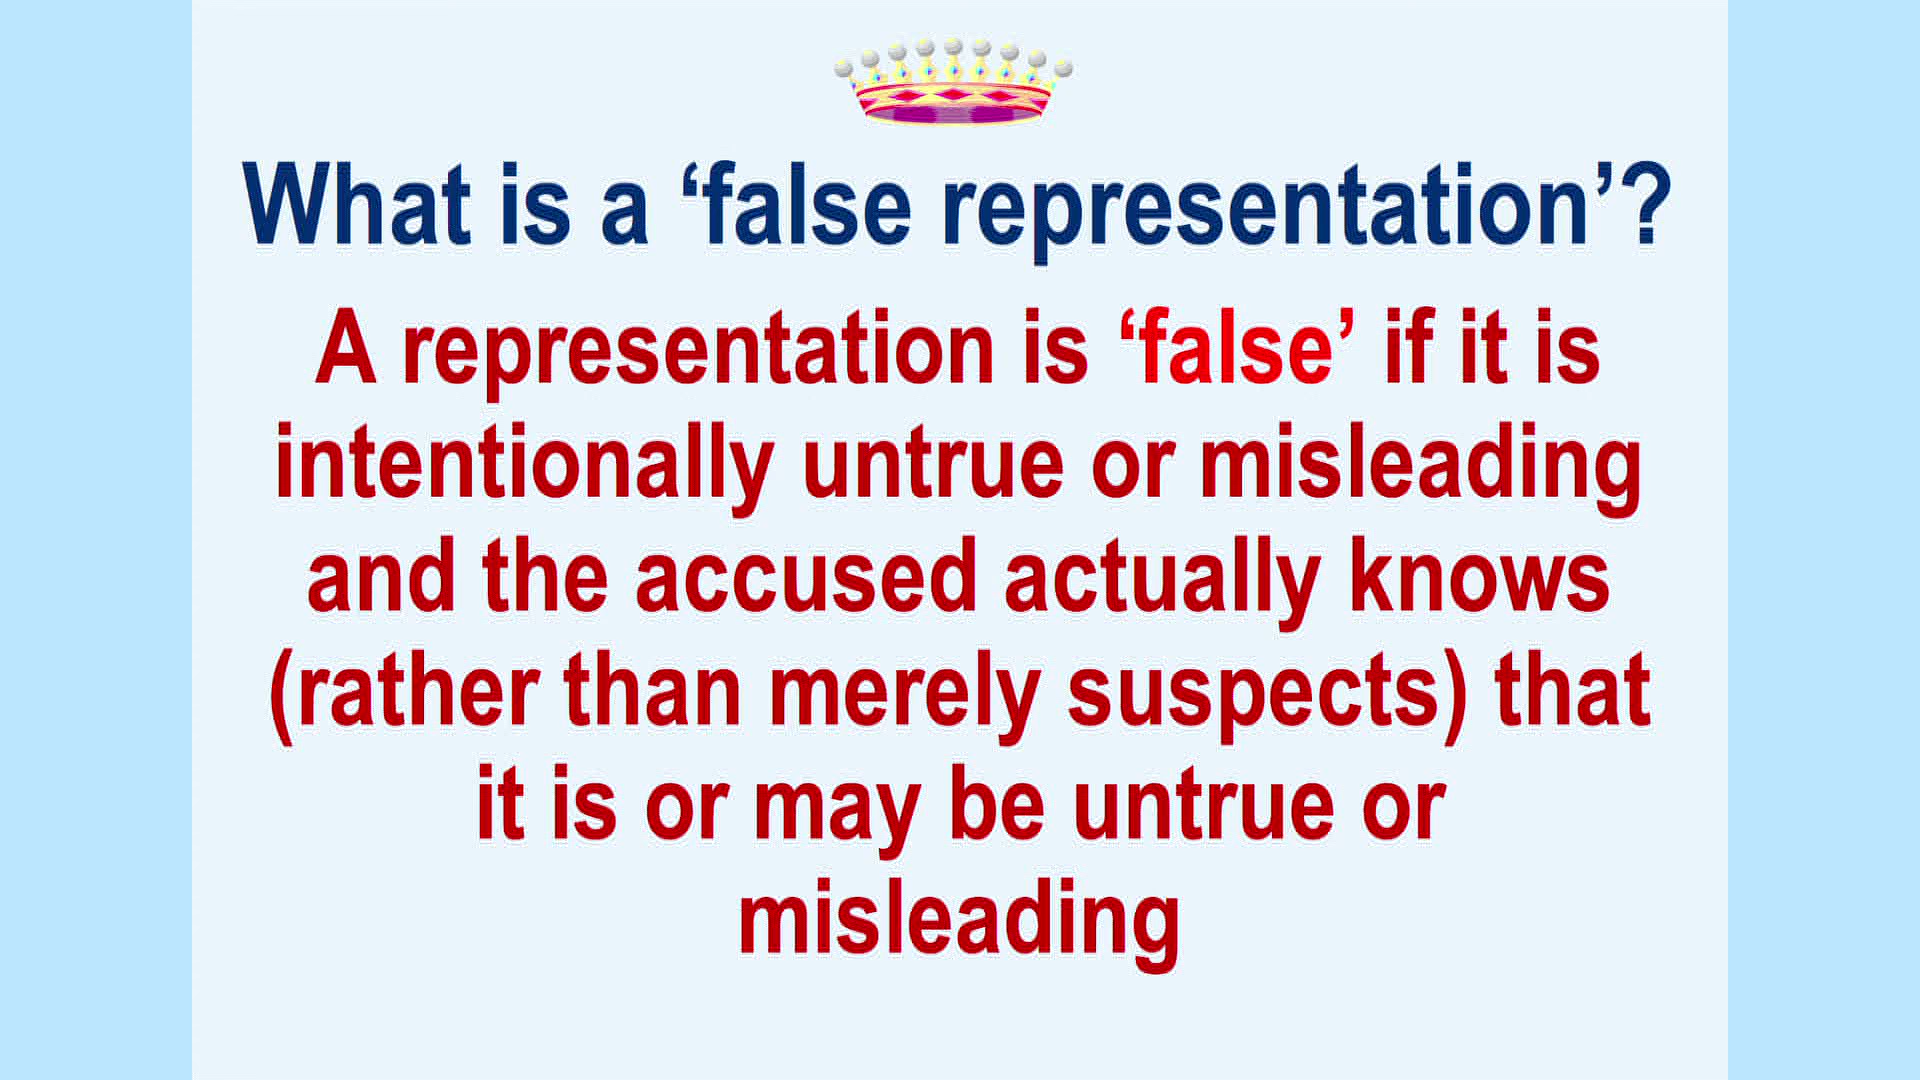 What is a ‘false representation’?
A representation is ‘false’ if it is
intentionally untrue or misleading
and the accused actually knows
(rather than merely suspects) that
it is or may be untrue or
misleading